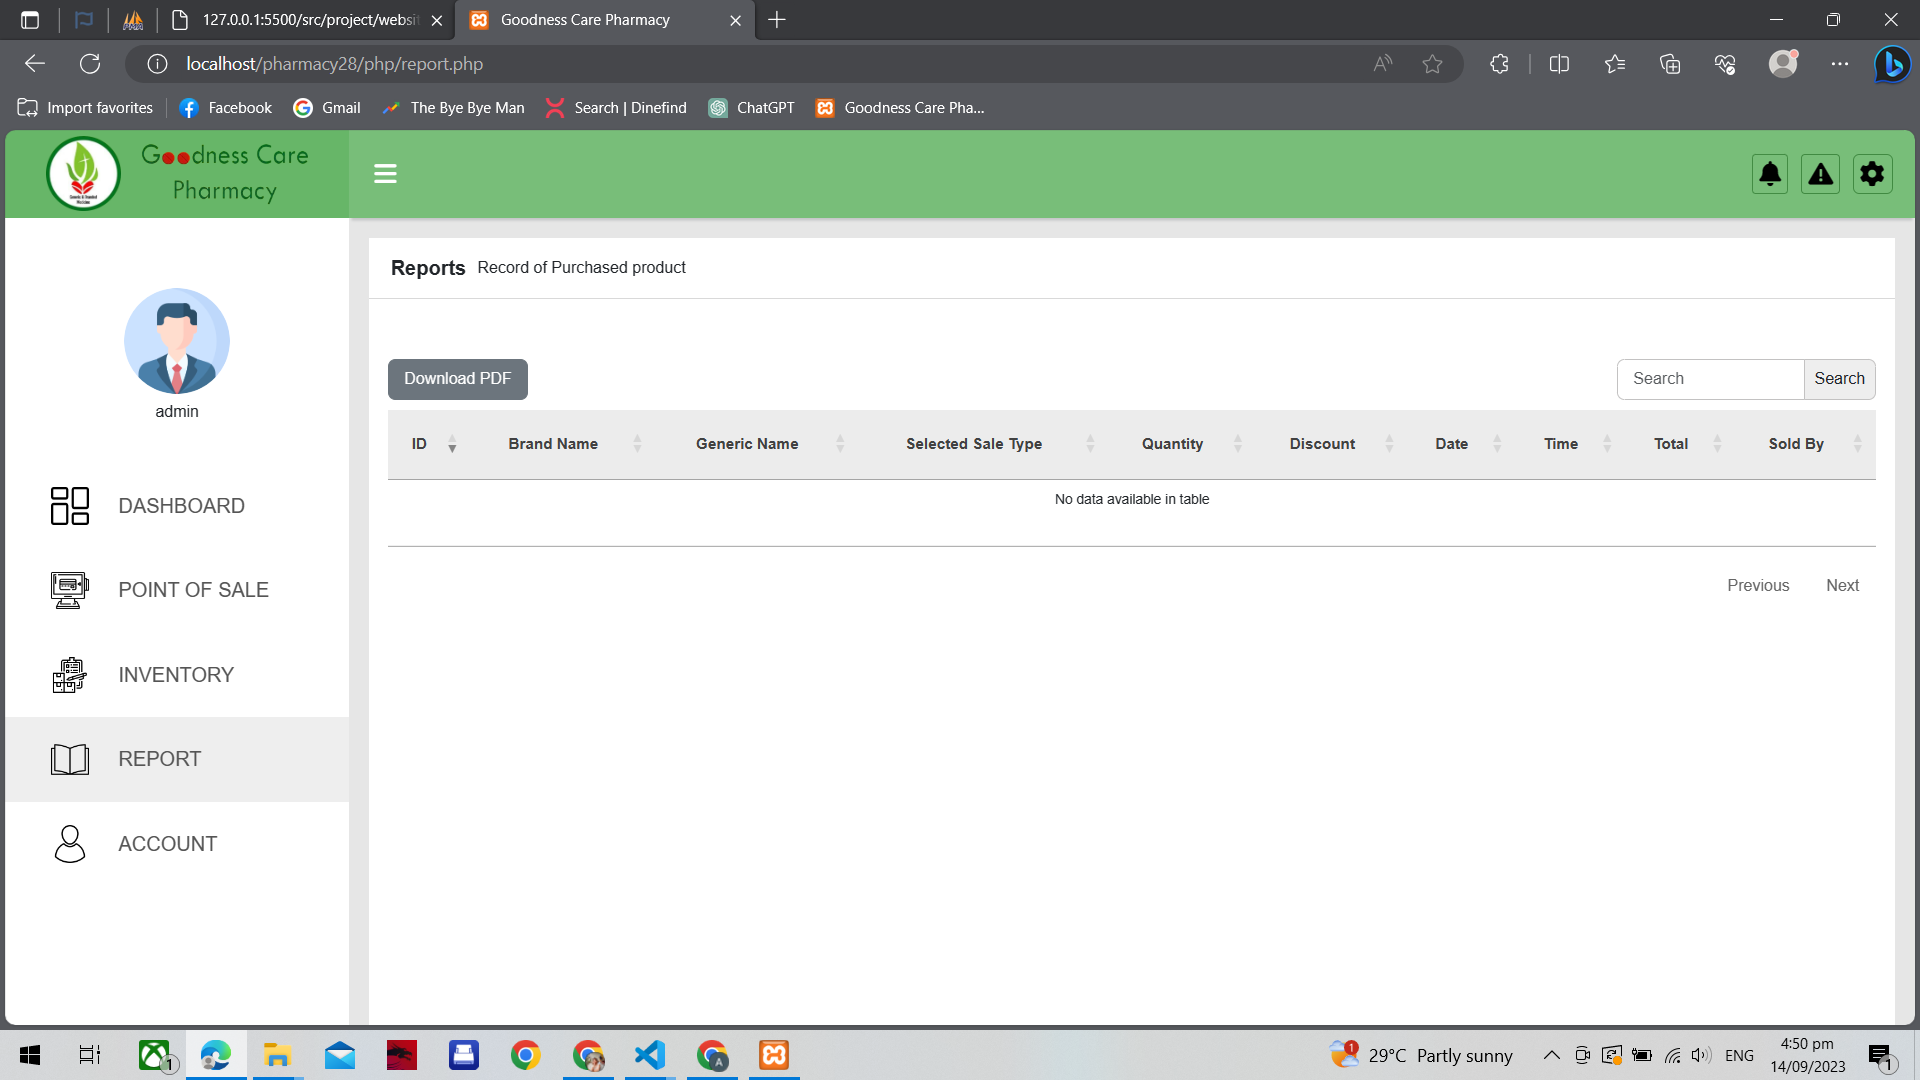 127.0.0.1:5500/src/project/websi
Goodness Care Pharmacy
localhost/pharmacy28/php/report.php
Import favorites
Facebook
Gmail
The Bye Bye Man
Search | Dinefind
ChatGPT
Goodness Care Pha...
Goodness Care
Pharmacy
admin
DASHBOARD
POINT OF SALE
INVENTORY
REPORT
ACCOUNT
Reports Record of Purchased product
Download PDF
Search Search
ID Brand Name Generic Name Selected Sale Type Quantity Discount Date Time Total Sold By
No data available in table
Previous Next
1
A
1
29°C Partly sunny
ENG
4:50 pm
14/09/2023
1